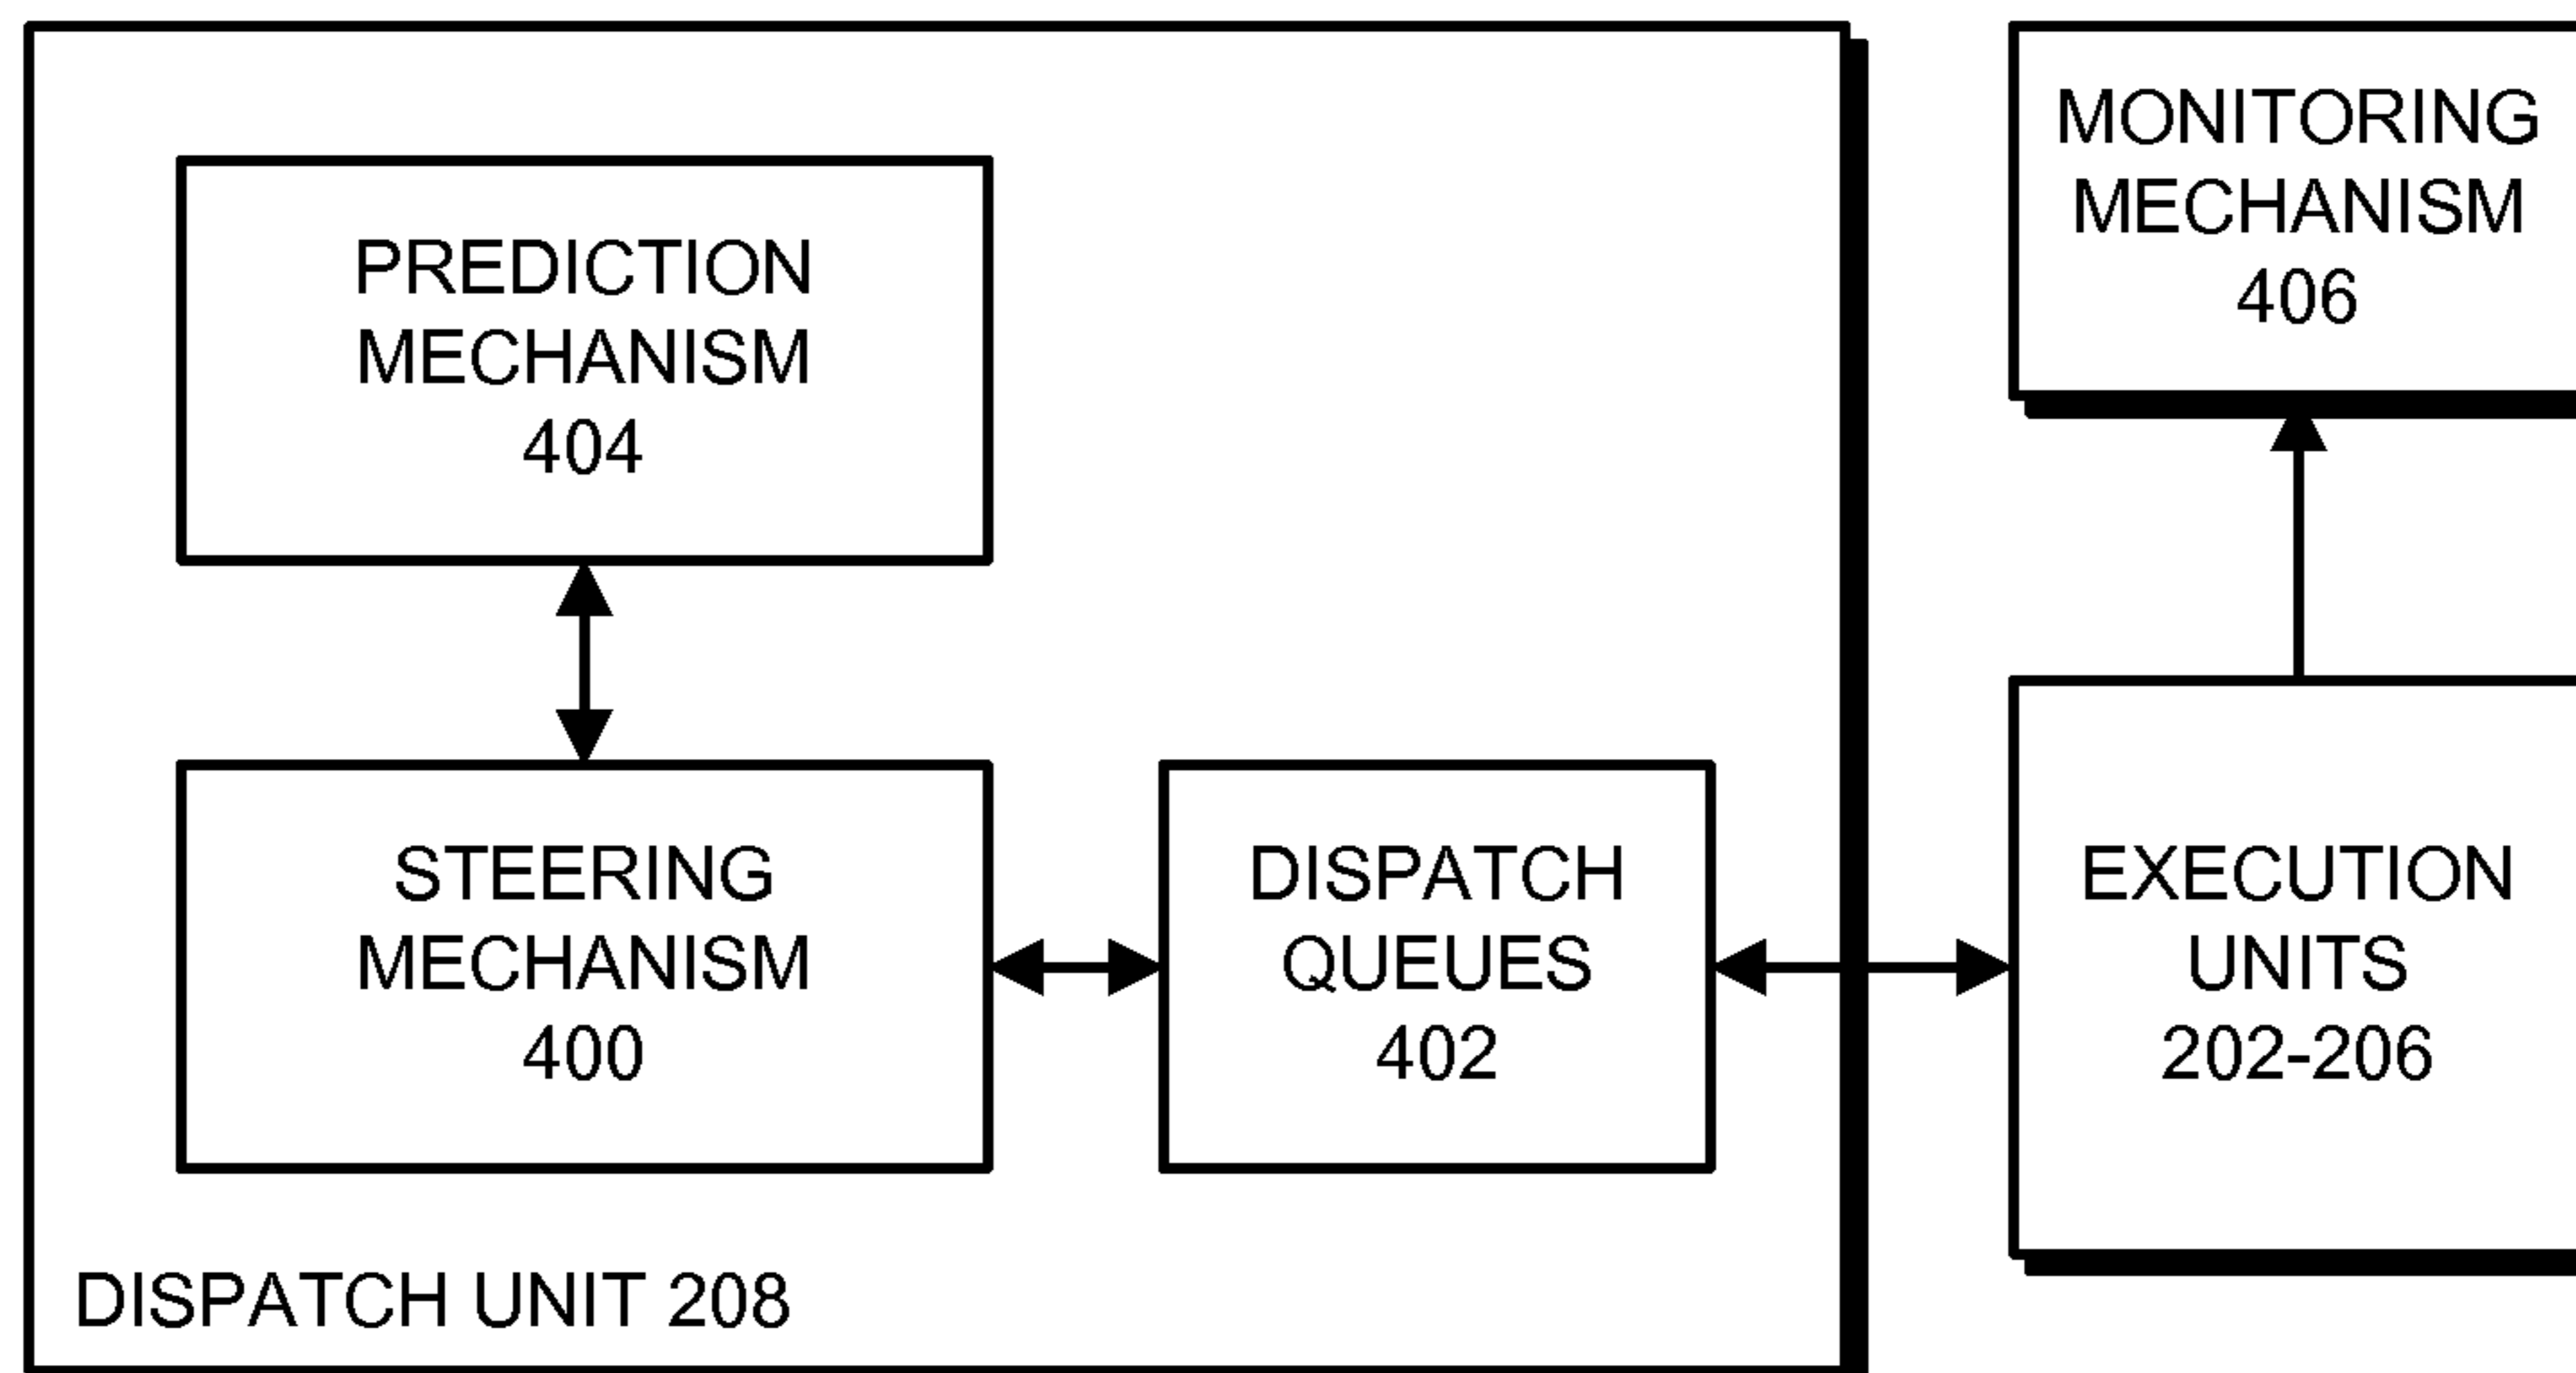 PREDICTION
MECHANISM
404
MONITORING
MECHANISM
406
STEERING
MECHANISM
400
DISPATCH
QUEUES
402
EXECUTION
UNITS
202-206
DISPATCH UNIT 208